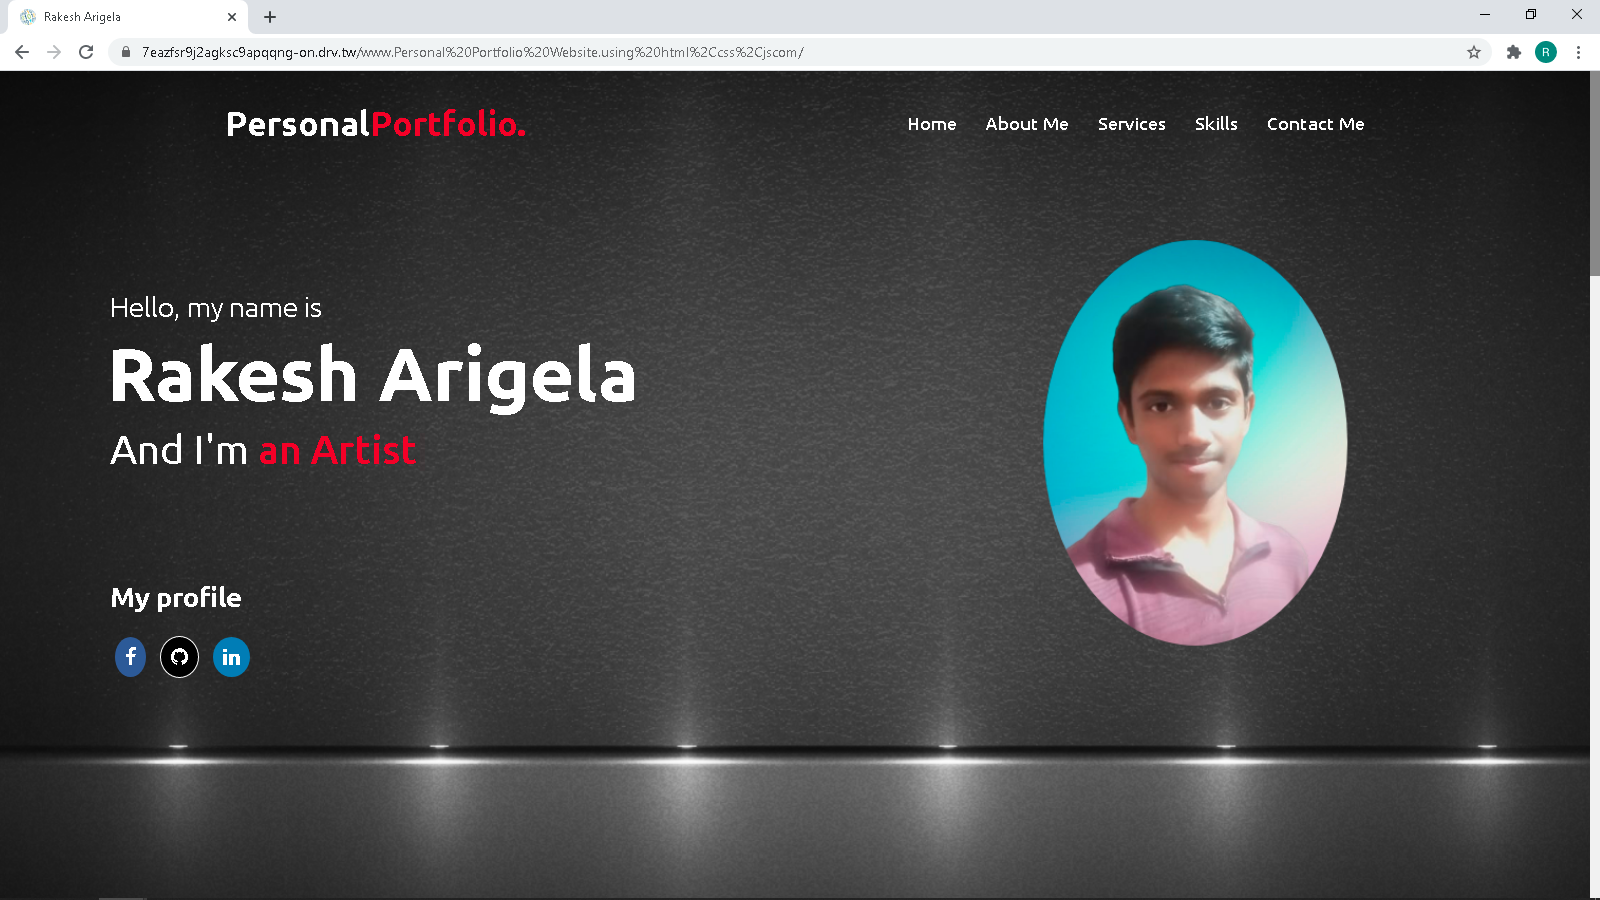 Rakesh Arigela
7eazfsr9j2agksc9apqqng-on.drv.tw/www.Personal%20Portfolio%20Website.using%20html%2Ccss%2Cjscom/
R
PersonalPortfolio.
Home About Me Services Skills Contact Me
Hello, my name is
Rakesh Arigela
And I'm an Artist
My profile
f
in